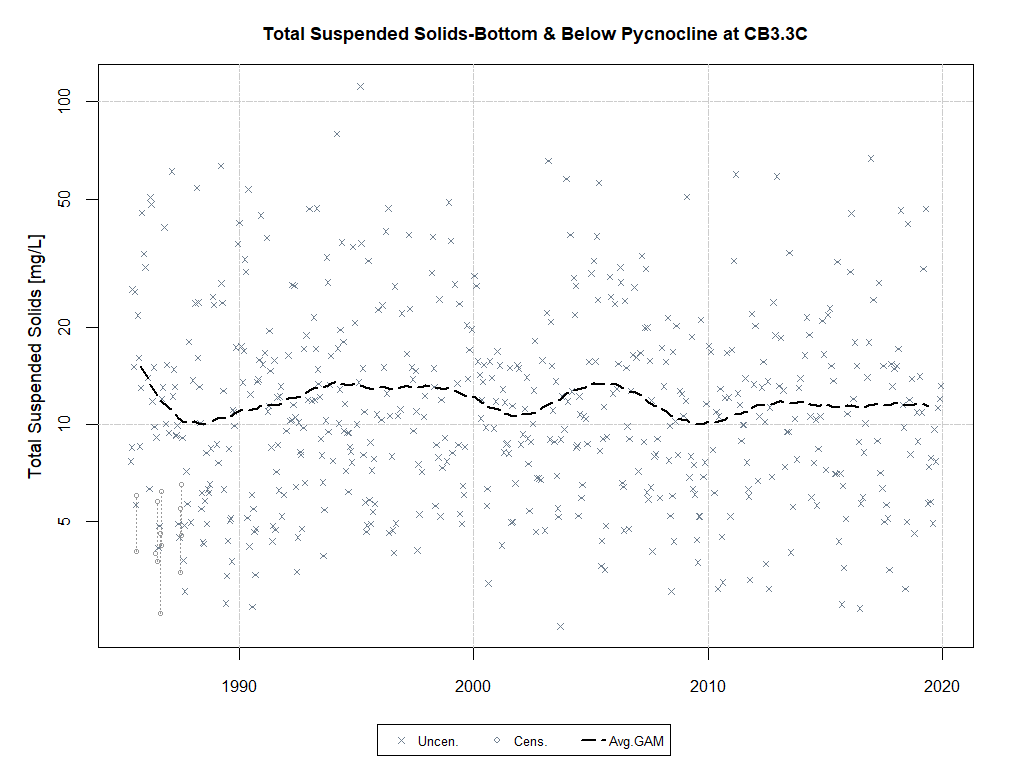 Total Suspended Solids-Bottom & Below Pycnocline at CB3.3C
Total Suspended Solids [mg/L]
100
50
20
10
5
1990 2000 2010 2020
Uncen. Cens. Avg.GAM